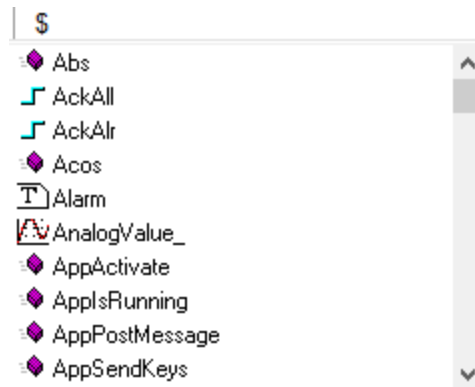 $
Abs
AckAll
AckAlr
Acos
Alarm
AnalogValue_
AppActivate
AppIsRunning
AppPostMessage
AppSendKeys